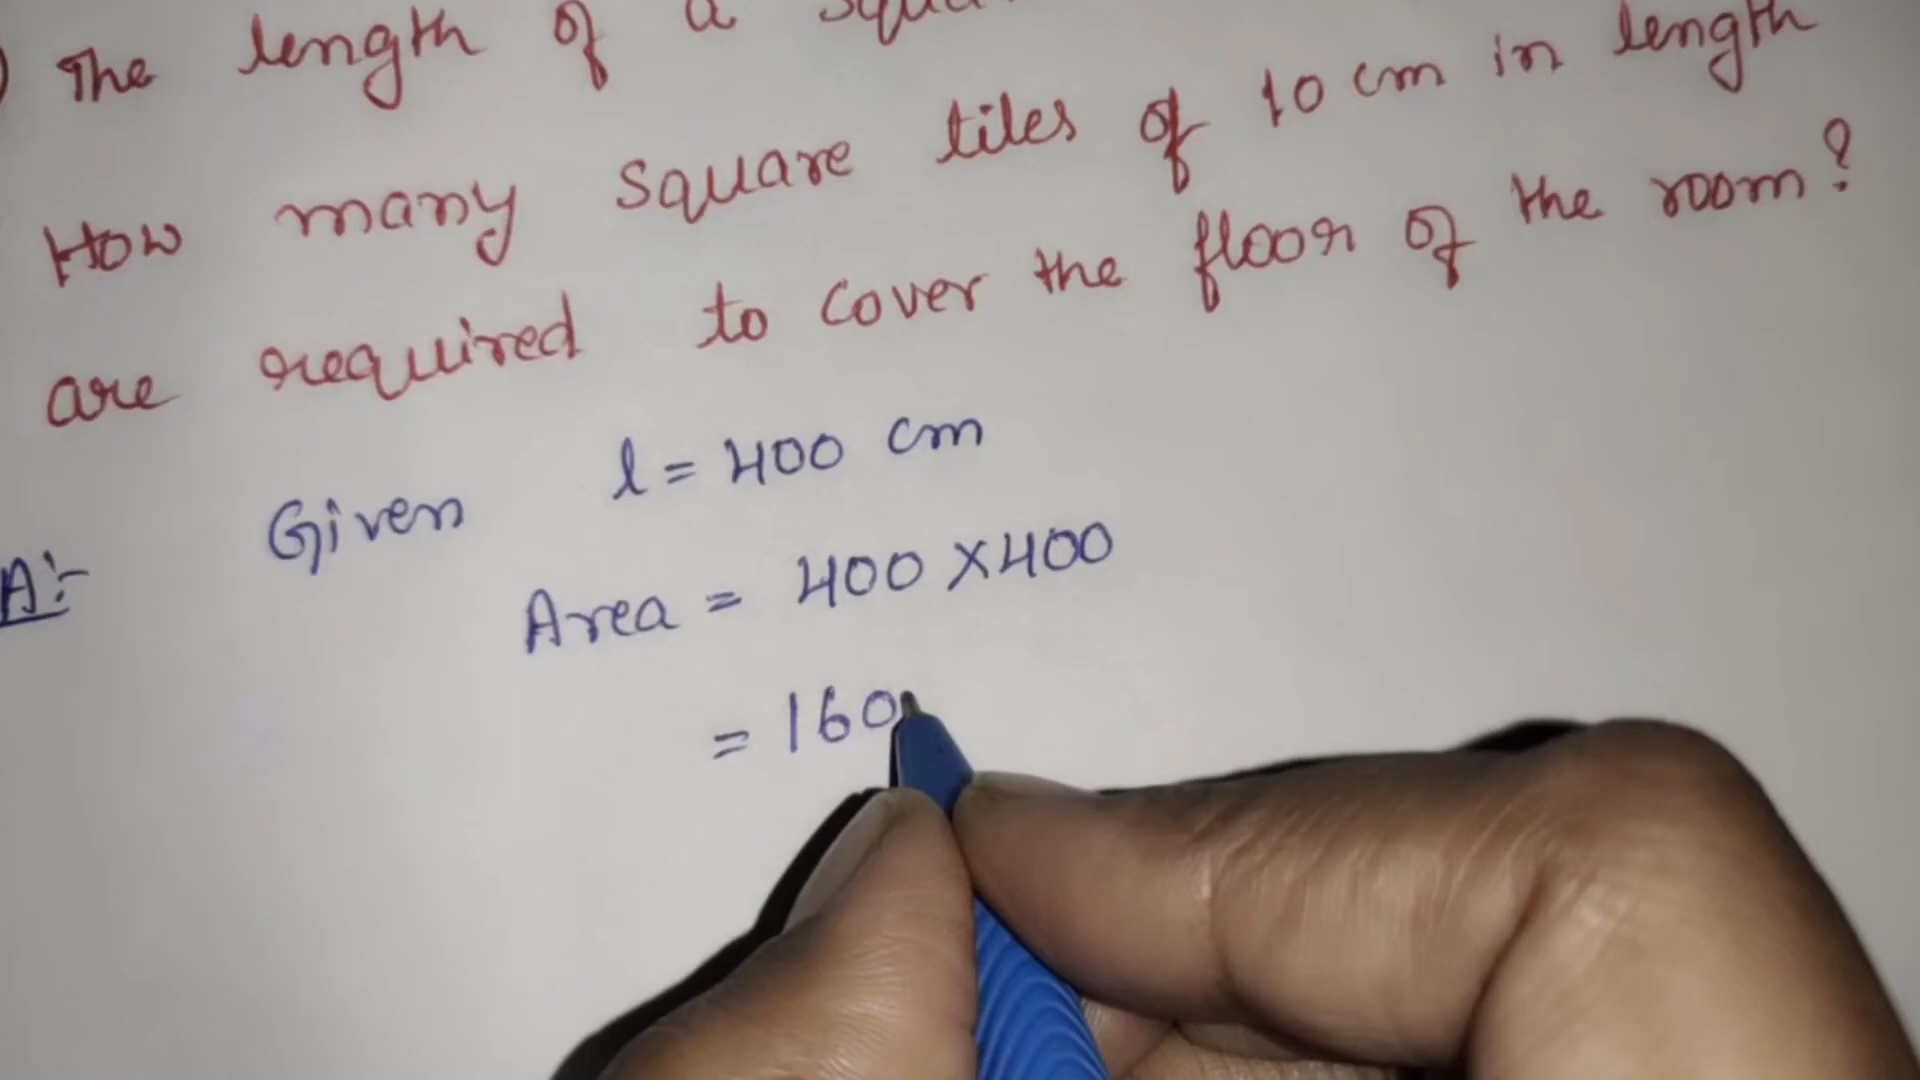 ) The length of a squa
How many square tiles of 10 cm in length
are required to cover the floor of the room?
A:- Given l = 400 cm
Area = 400 × 400
= 160